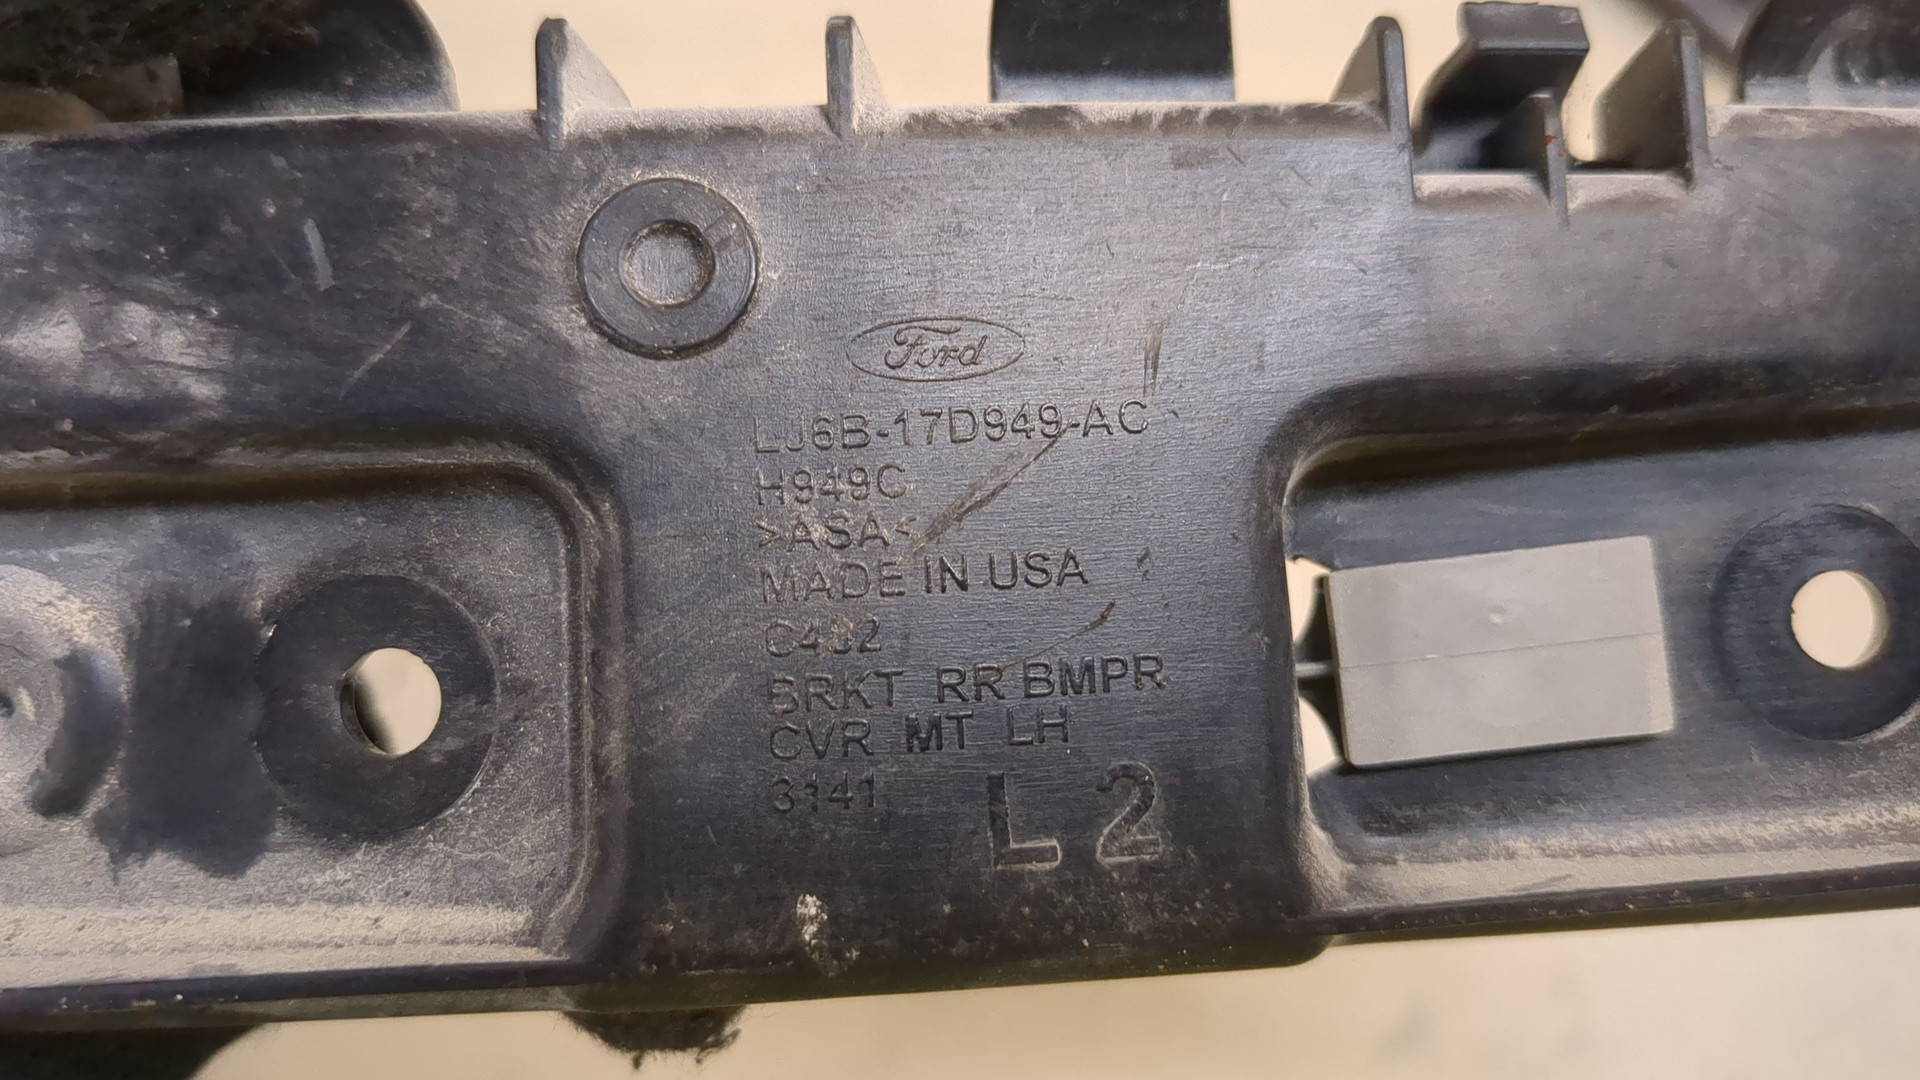 Ford
LJ6B-17D949-AC
H949C
>ASA<
MADE IN USA
C482
BRKT RR BMPR
CVR MT LH
3141
L2